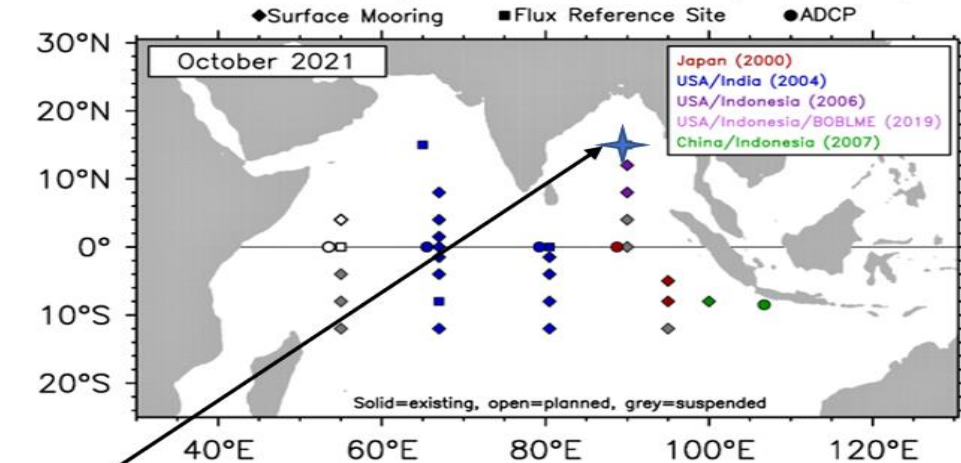 Surface Mooring Flux Reference Site ADCP
30°N
October 2021
Japan (2000)
USA/India (2004)
USA/Indonesia (2006)
USA/Indonesia/BOBLME (2019)
China/Indonesia (2007)
20°N
10°N
0°
10°S
20°S
Solid=existing, open=planned, grey=suspended
40°E 60°E 80°E 100°E 120°E